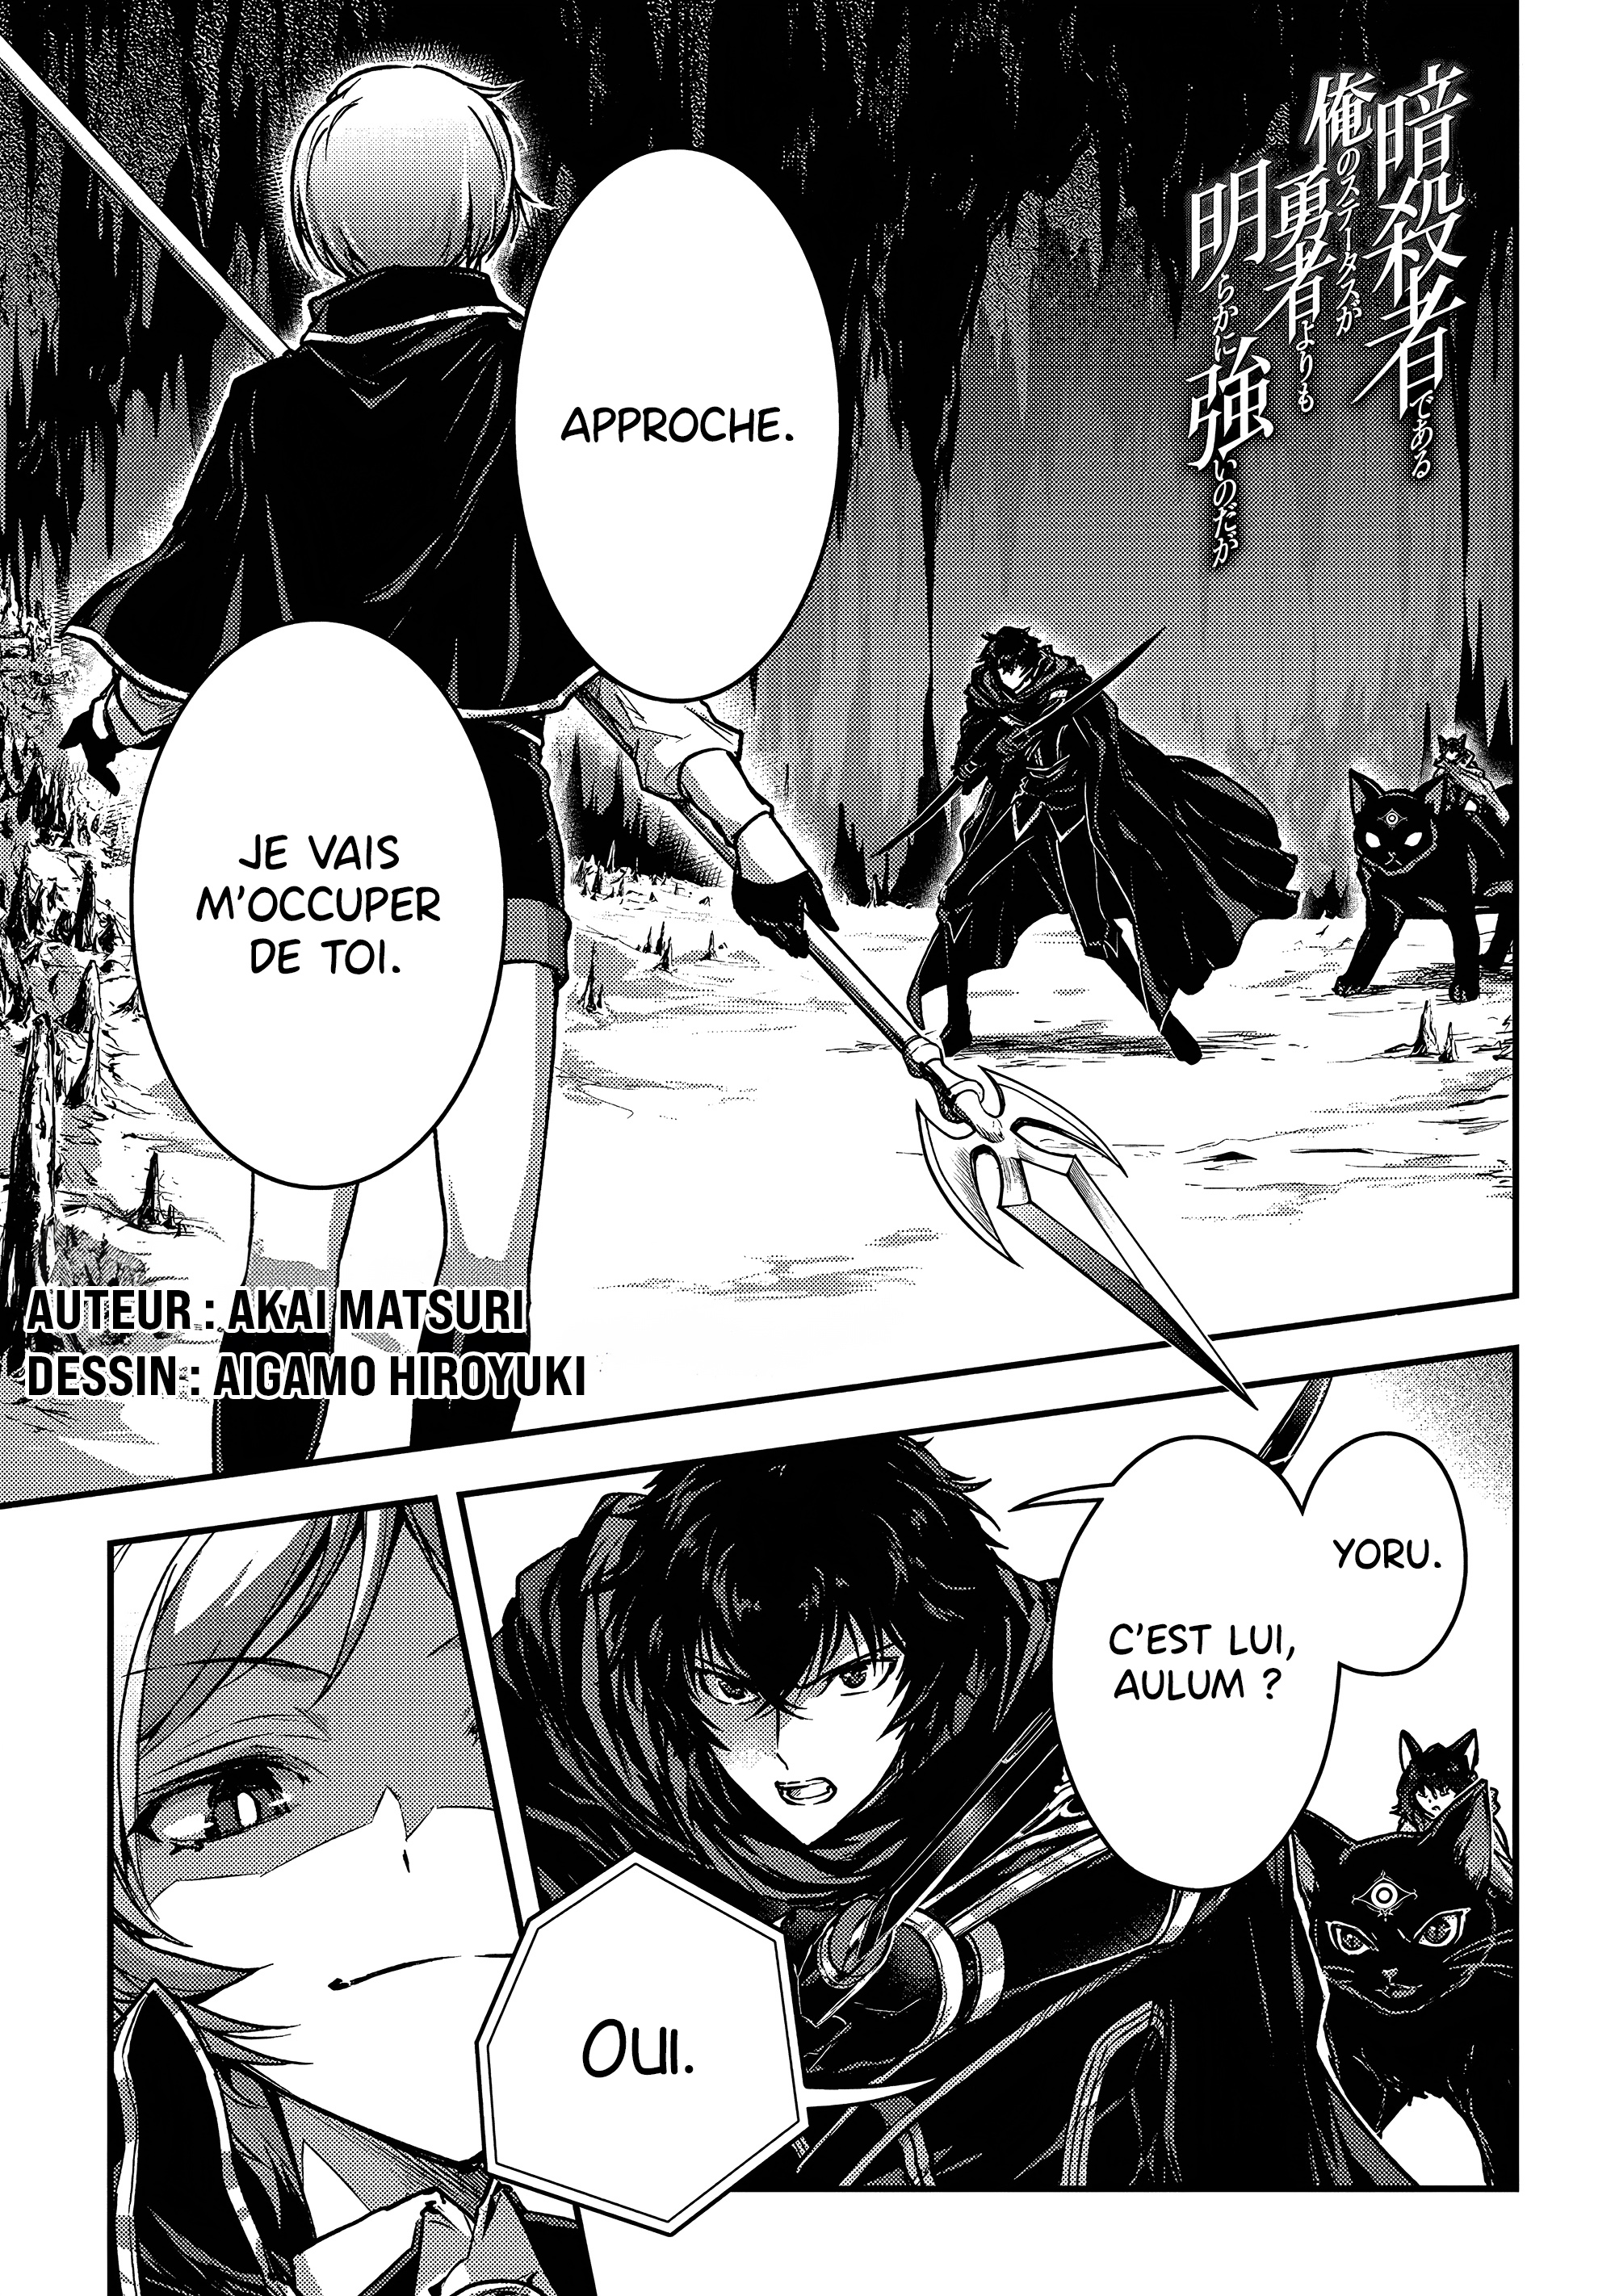 暗殺者である
俺のステータスが
勇者よりも
明らかに強いのだが
APPROCHE.
JE VAIS
M'OCCUPER
DE TOI.
AUTEUR : AKAI MATSURI
DESSIN : AIGAMO HIROYUKI
YORU.
C'EST LUI,
AULUM ?
OUI.